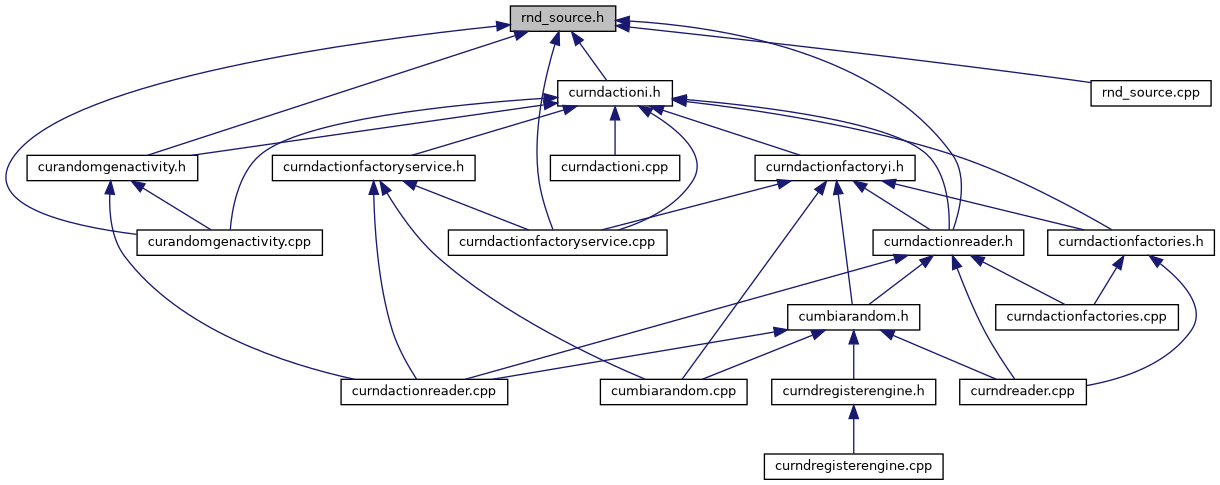 rnd_source.h
curndactioni.h
rnd_source.cpp
curandomgenactivity.h
curndactionfactoryservice.h
curndactioni.cpp
curndactionfactoryi.h
curandomgenactivity.cpp
curndactionfactoryservice.cpp
curndactionreader.h
curndactionfactories.h
cumbiarandom.h
curndactionfactories.cpp
curndactionreader.cpp
cumbiarandom.cpp
curndregisterengine.h
curndreader.cpp
curndregisterengine.cpp